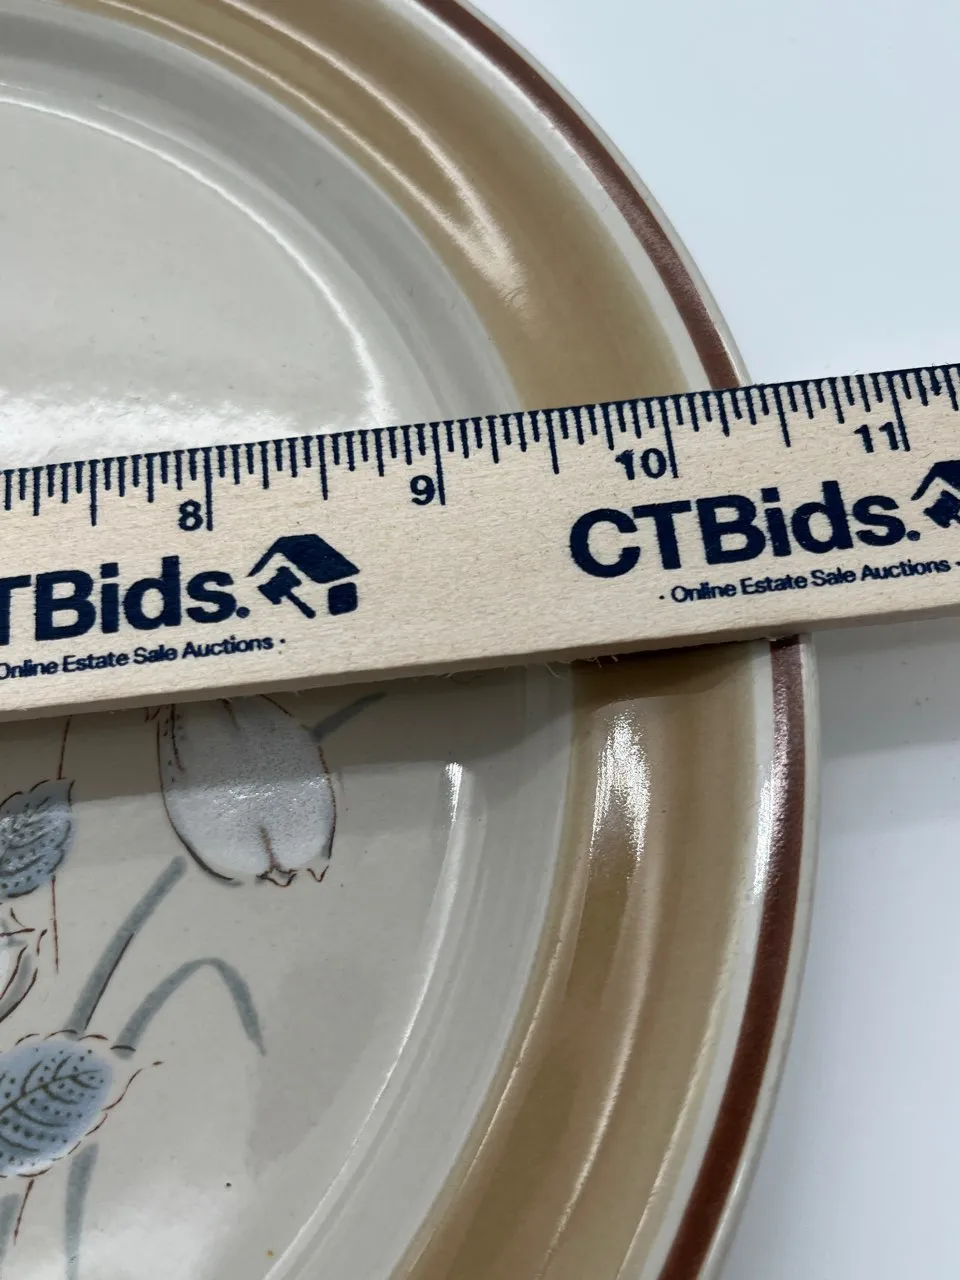 8 9 10 11
TBids. CTBids.
Online Estate Sale Auctions · · Online Estate Sale Auctions ·